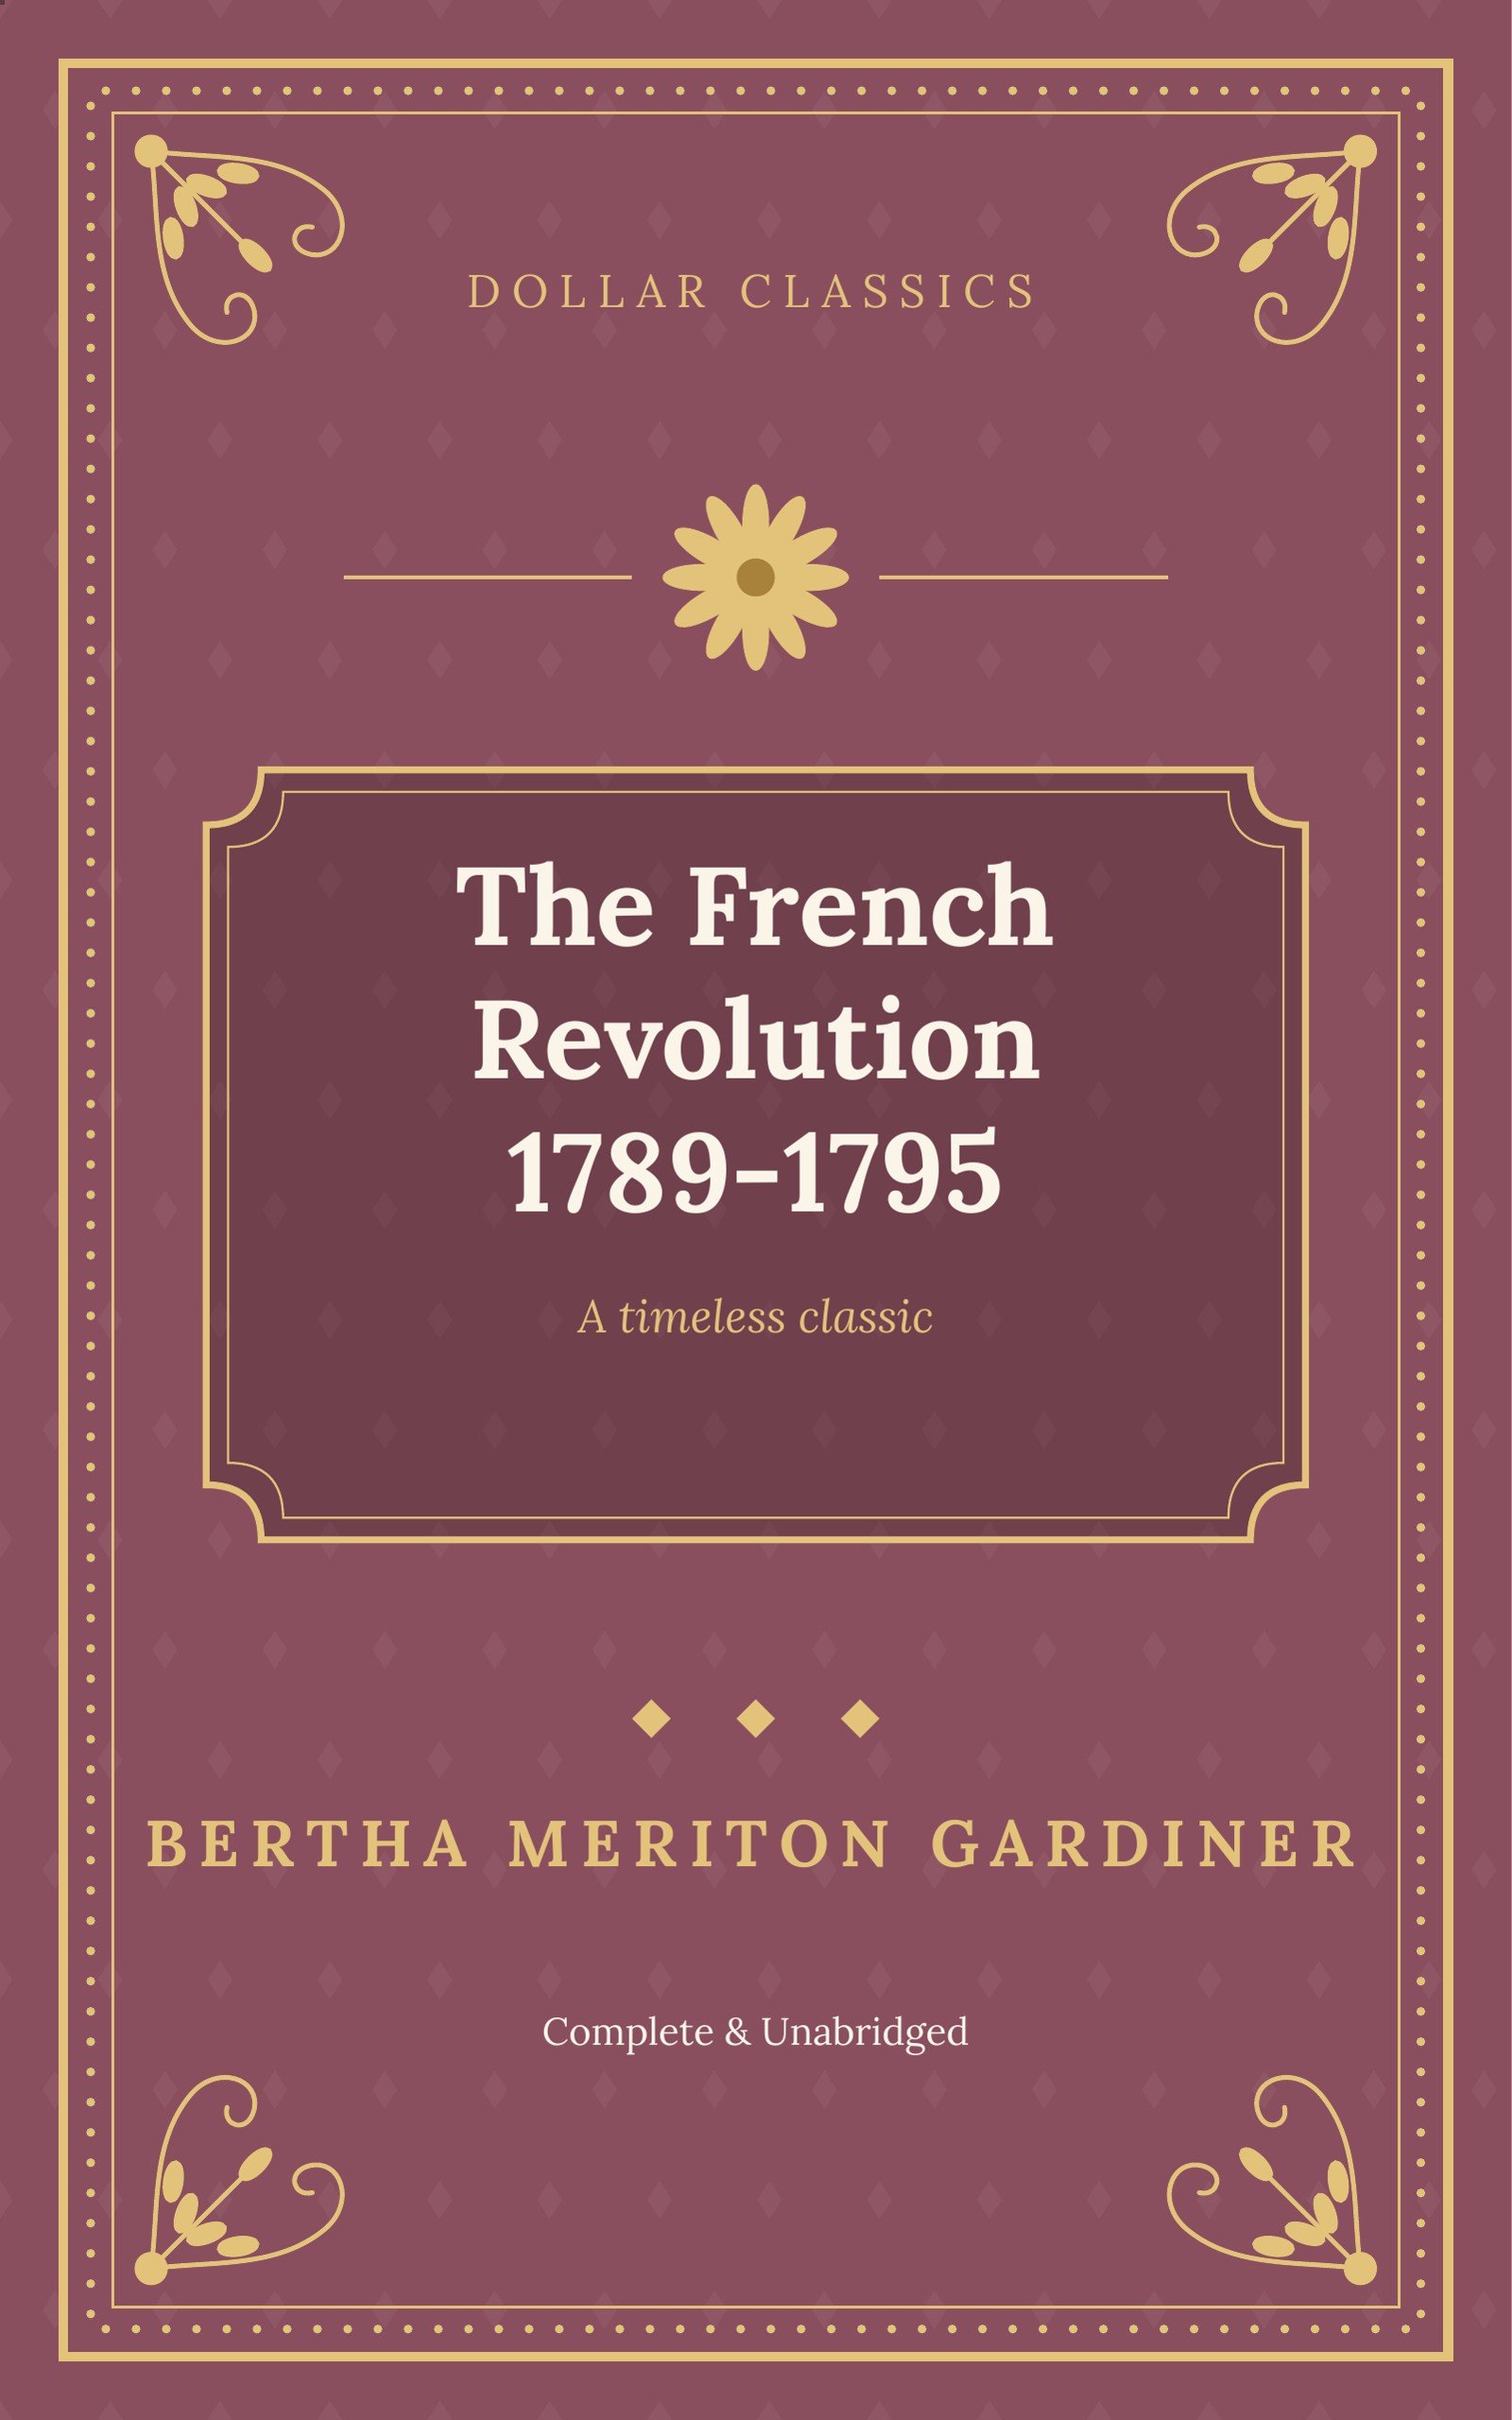 DOLLAR CLASSICS
The French
Revolution
1789–1795
A timeless classic
BERTHA MERITON GARDINER
Complete & Unabridged